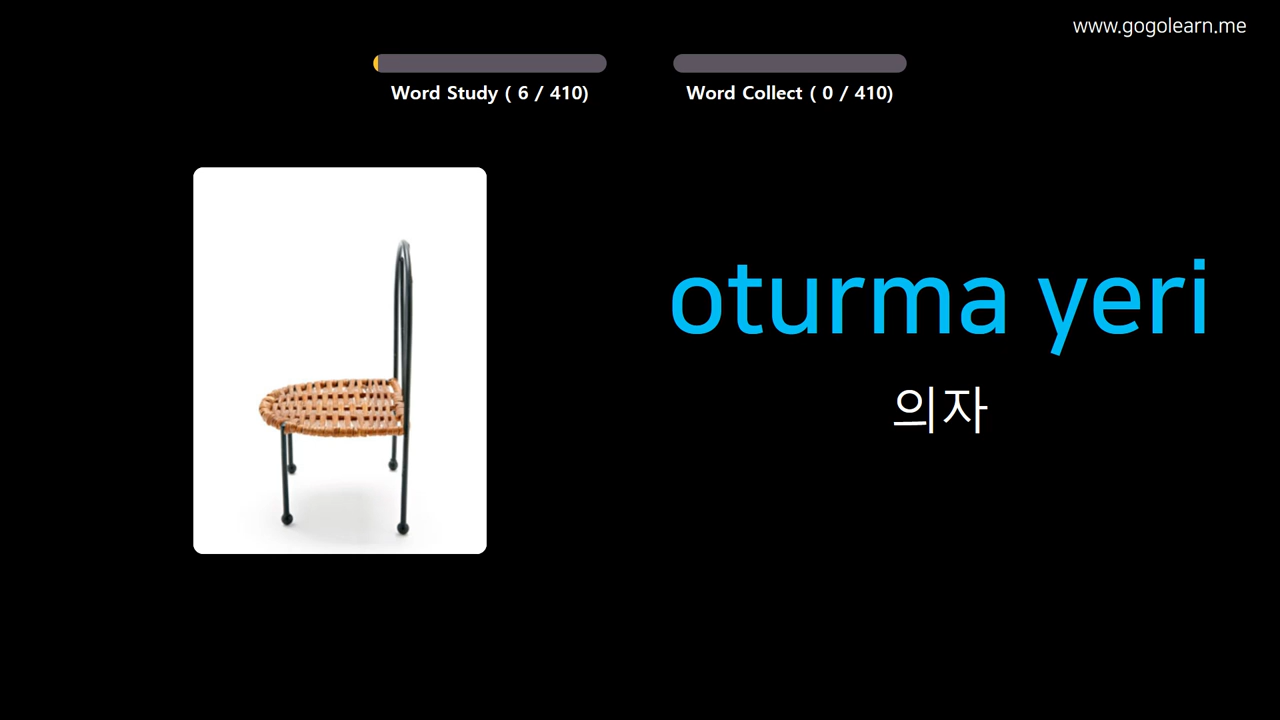 www.gogolearn.me
Word Study ( 6 / 410)
Word Collect ( 0 / 410)
oturma yeri
의자